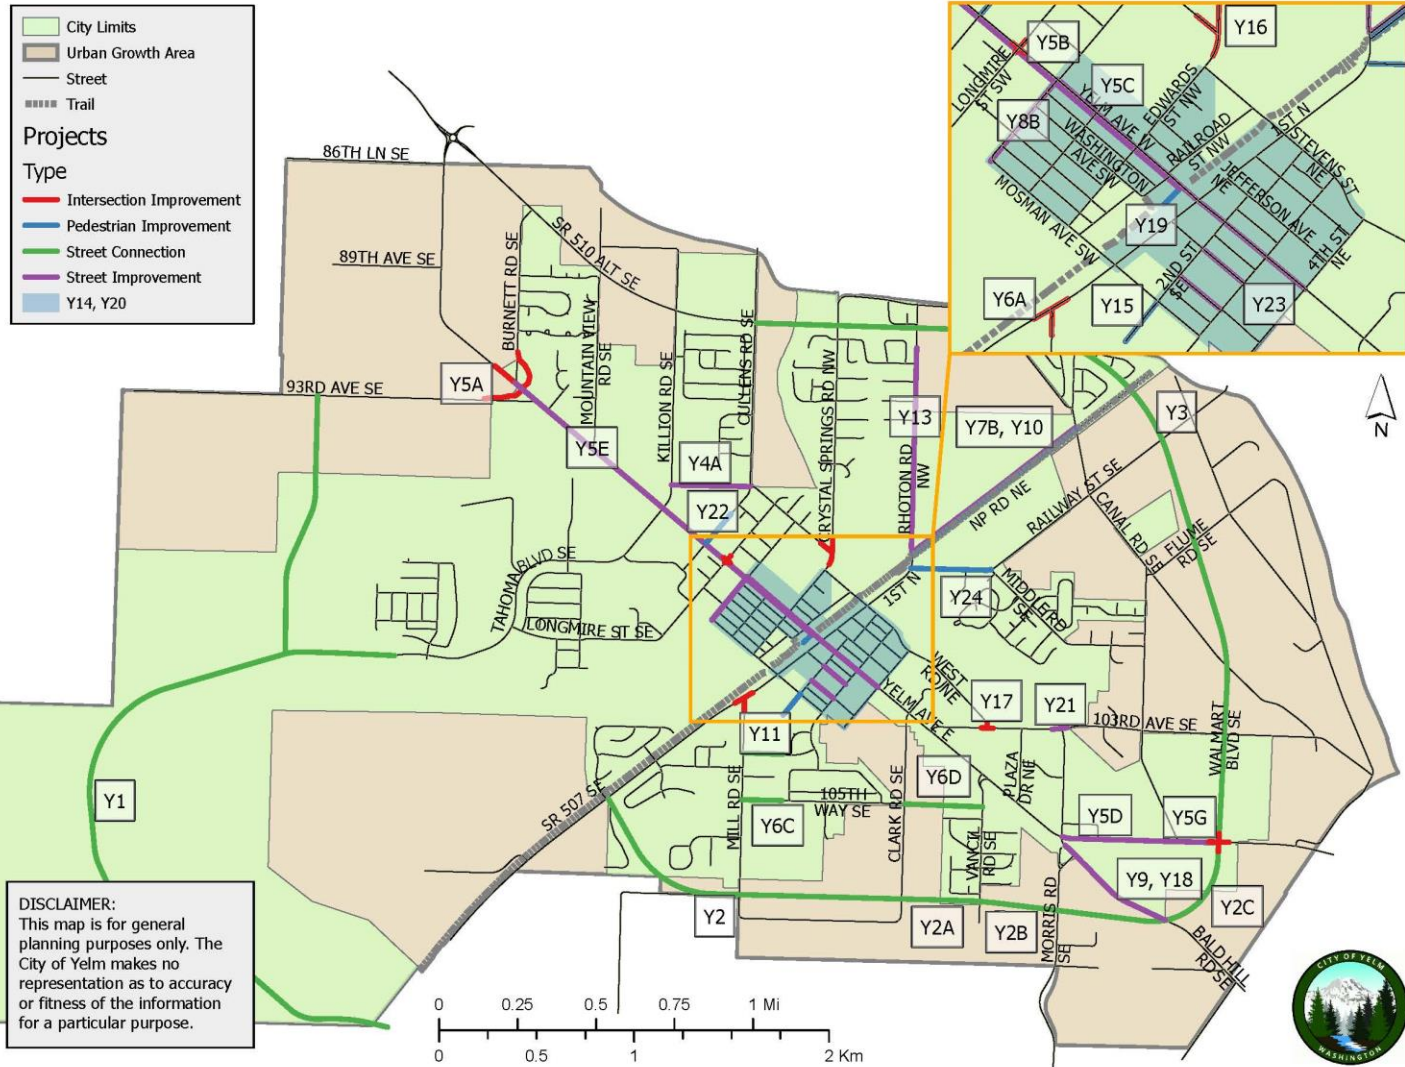 City Limits
Urban Growth Area
Street
Trail
Projects
Type
Intersection Improvement
Pedestrian Improvement
Street Connection
Street Improvement
Y14, Y20
Y16
Y5B
Y5C
LONGMIRE
ST SW
EDWARDS
ST NW
YELM AVE W
Y8B
WASHINGTON
AVE SW
RAILROAD
ST NW
1ST N
STEVENS ST
NE
JEFFERSON AVE
NE
MOSMAN AVE SW
Y19
2ND ST
SE
4TH ST
NE
Y6A
Y15
Y23
86TH LN SE
89TH AVE SE
SR 510 ALT SE
BURNETT RD SE
MOUNTAIN VIEW
RD SE
KILLION RD SE
CULLENS RD SE
CRYSTAL SPRINGS RD NW
RHOTON RD
NW
93RD AVE SE
Y5A
Y5E
Y4A
Y22
Y13
Y7B, Y10
Y3
N
NP RD NE
RAILWAY ST SE
CANAL RD SE
FLUME
RD SE
TAHOMA BLVD SE
LONGMIRE ST SE
1ST N
Y24
MIDDLE RD
SE
WEST
RD NE
YELM AVE E
Y17
Y21
103RD AVE SE
WALMART
BLVD SE
Y11
Y6D
PLAZA
DR NE
Y1
SR 507 SE
MILL RD SE
Y6C
105TH
WAY SE
CLARK RD SE
VANCIL
RD SE
Y5D
Y5G
Y9, Y18
Y2
Y2A
Y2B
MORRIS RD
SE
Y2C
BALD HILL
RD SE
DISCLAIMER:
This map is for general
planning purposes only. The
City of Yelm makes no
representation as to accuracy
or fitness of the information
for a particular purpose.
0 0.25 0.5 0.75 1 Mi
0 0.5 1 2 Km
CITY OF YELM
WASHINGTON